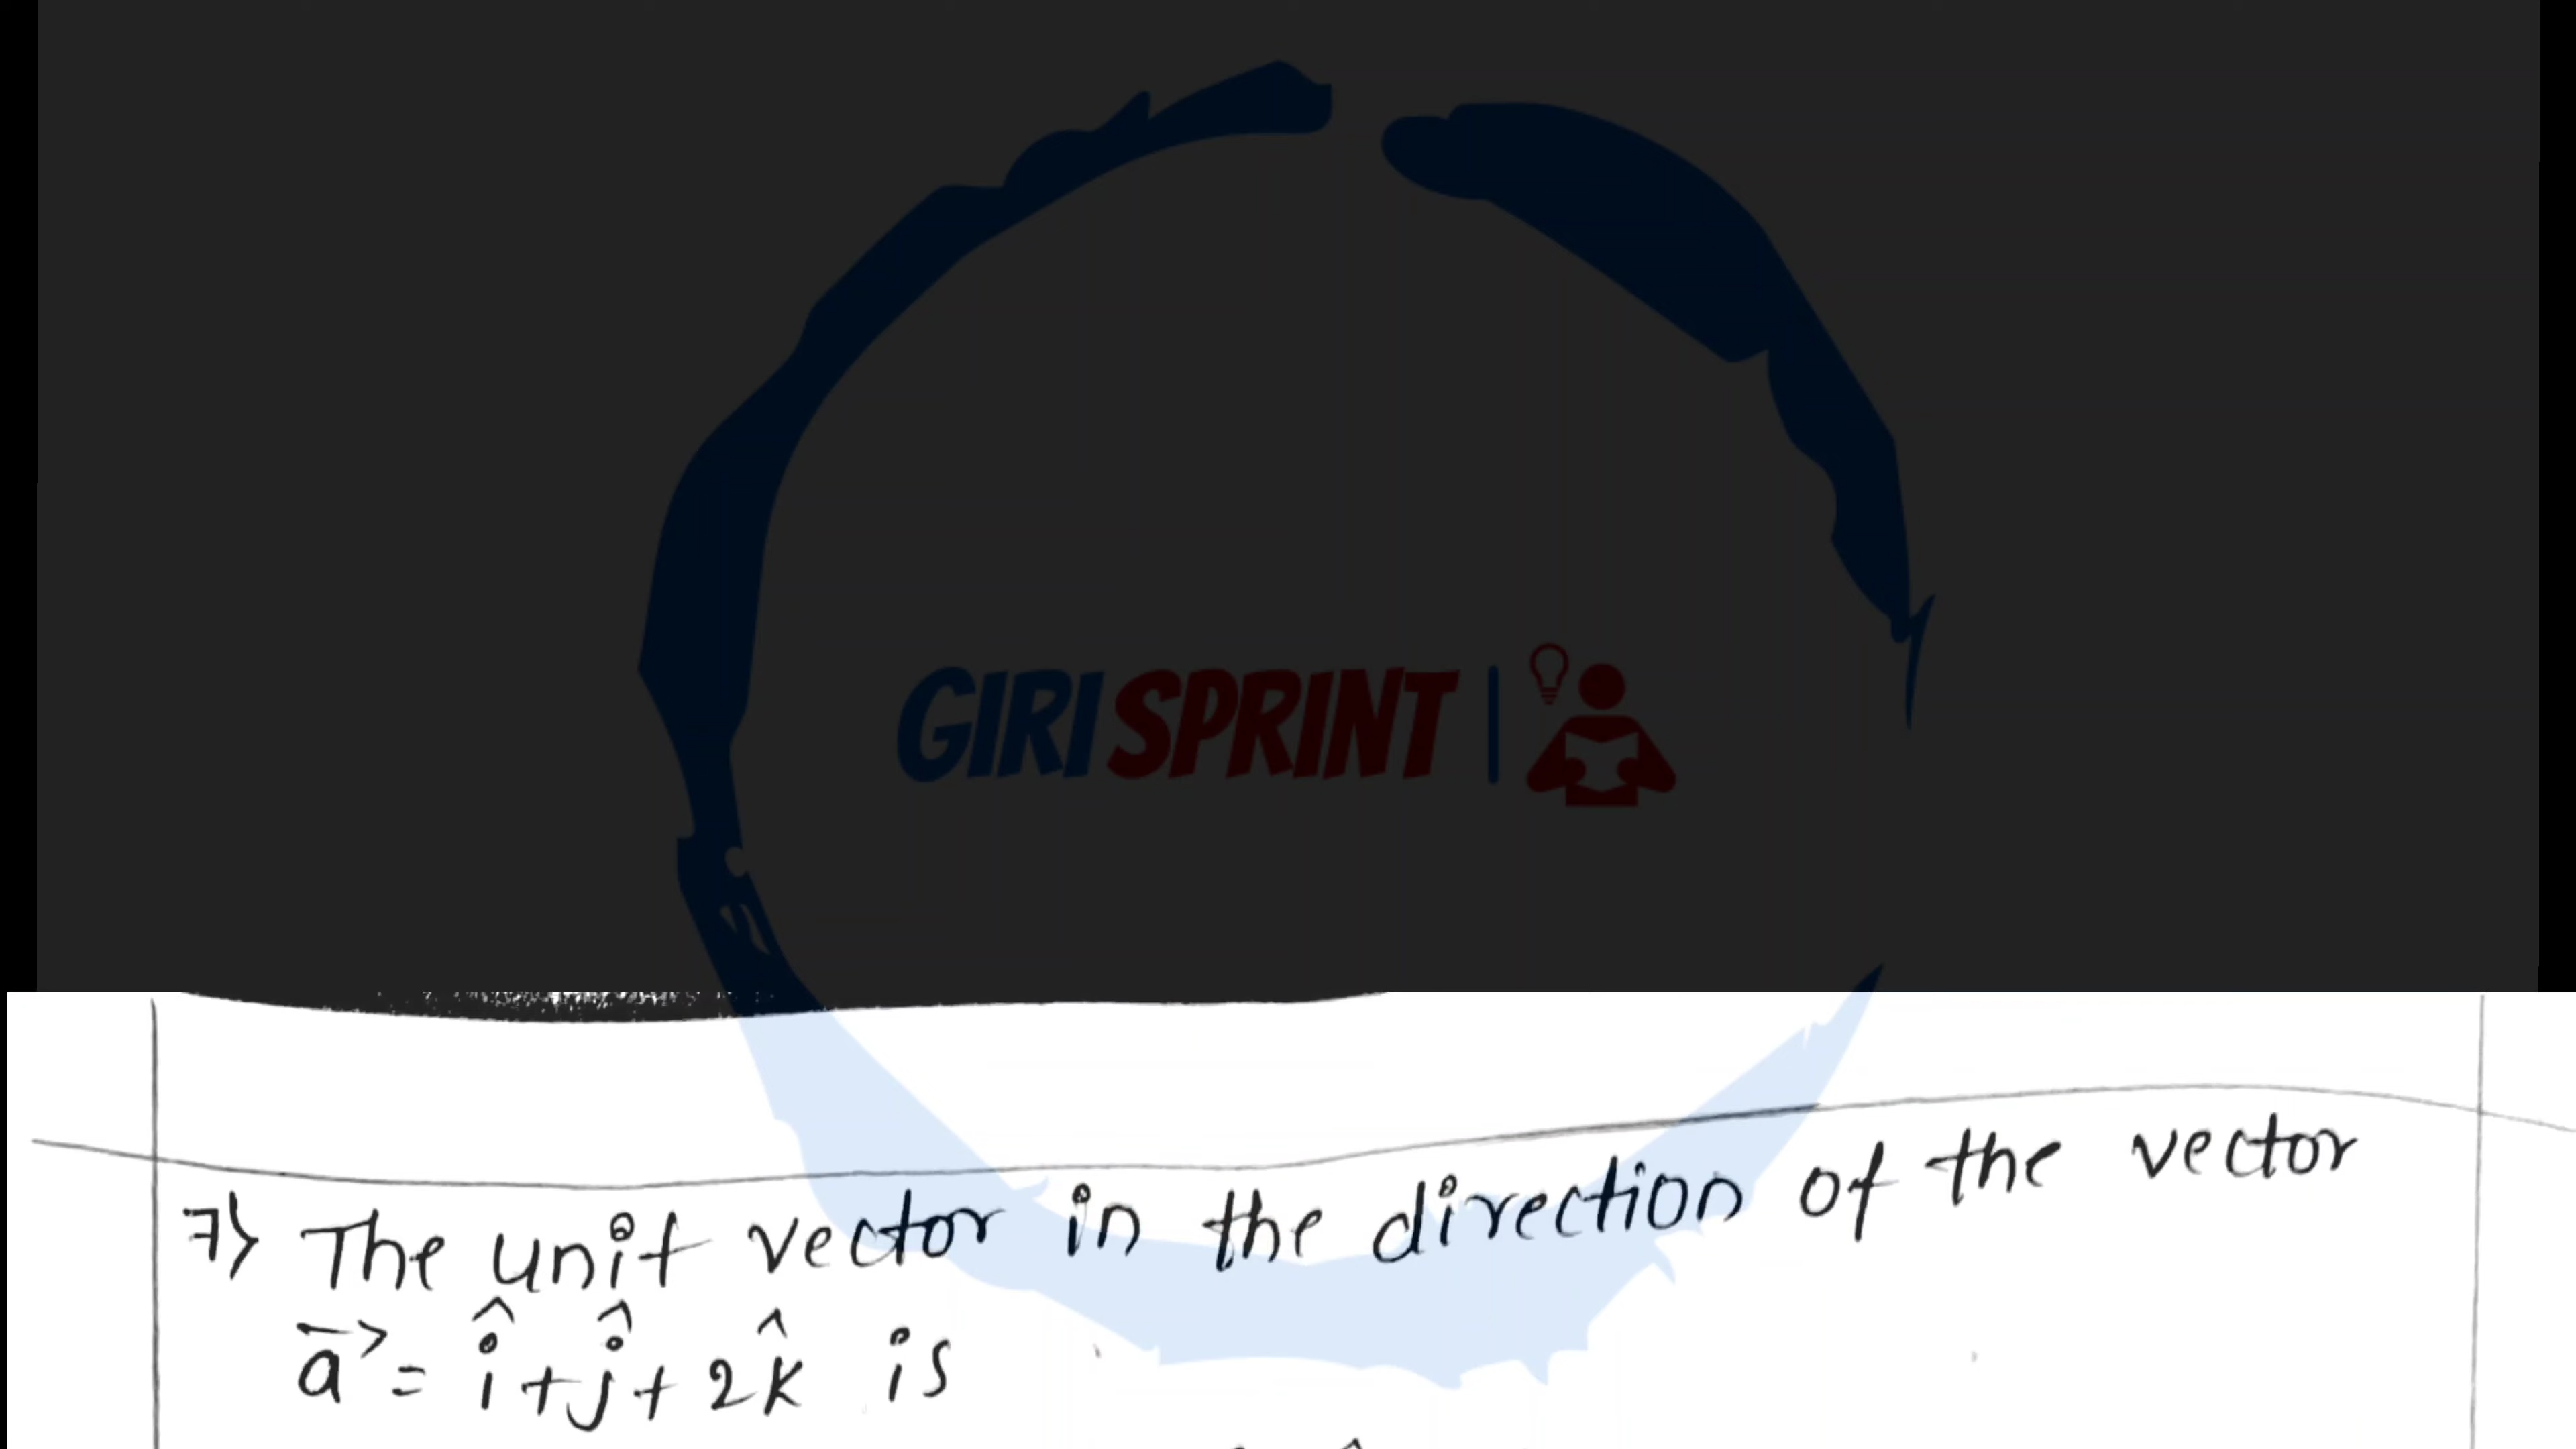 GIRI SPRINT
7) The unit vector in the direction of the vector
a⃗ = î + ĵ + 2k̂ is